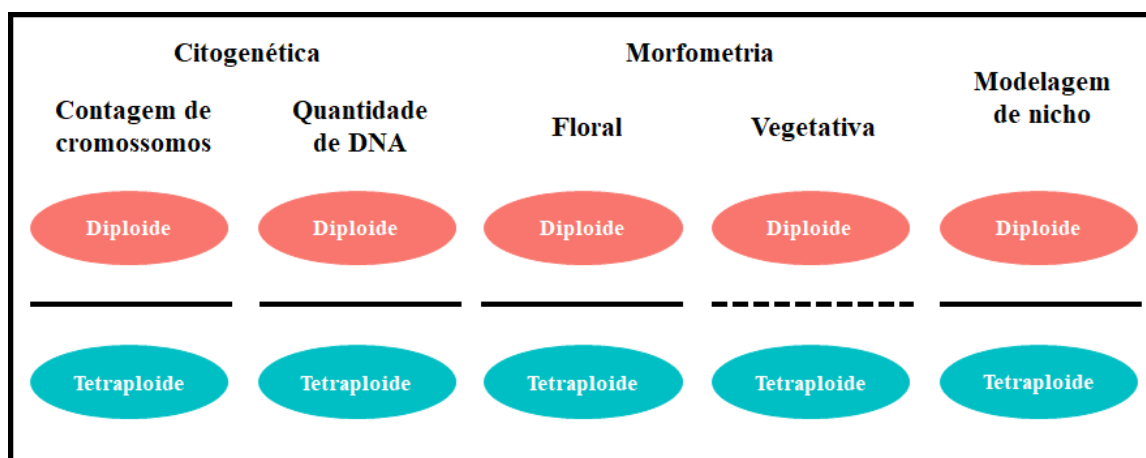 Citogenética
Morfometria
Modelagem
de nicho
Contagem de
cromossomos
Quantidade
de DNA
Floral
Vegetativa
Diploide
Diploide
Diploide
Diploide
Diploide
Tetraploide
Tetraploide
Tetraploide
Tetraploide
Tetraploide